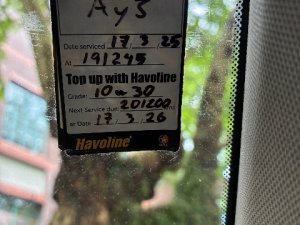 Ay3
Date serviced 17/3/25
At 191245
Top up with Havoline
Grade: 10w30
Next Service due: 201200
or Date 17/3/26
Havoline